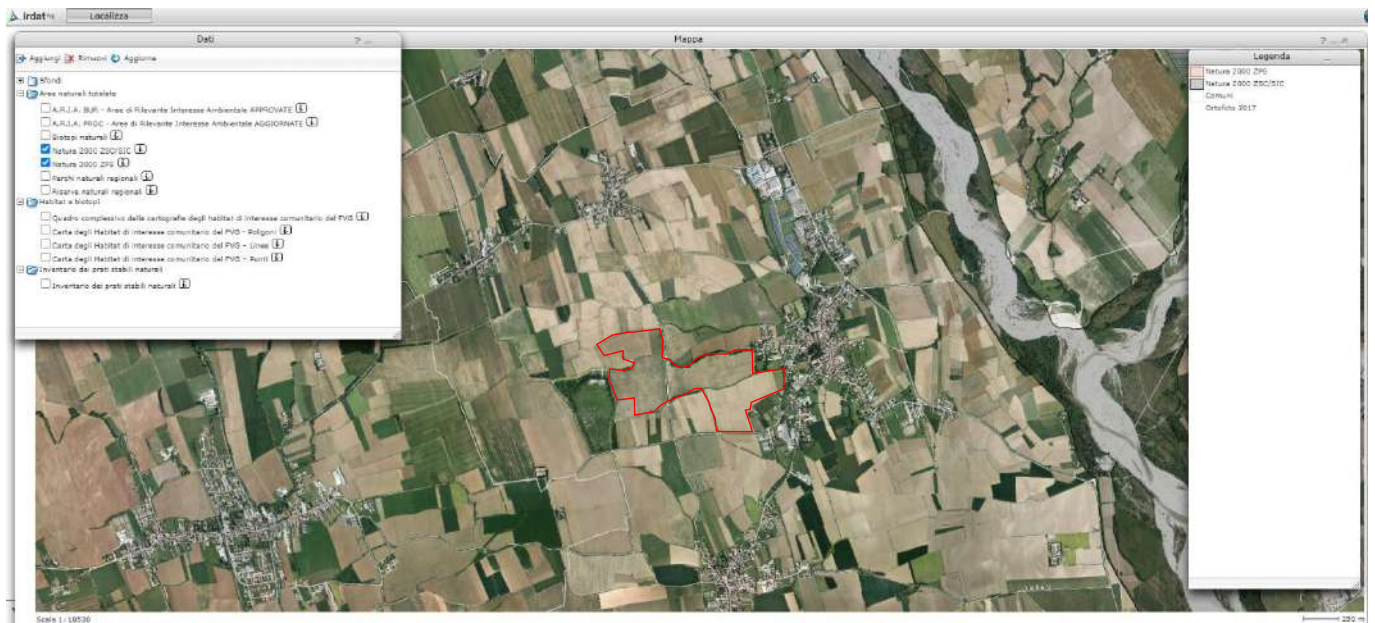 irdat fvg Localizza
Dati ? _
Mappa ? _ ^
Legenda _
Aggiungi Rimuovi Aggiorna
Sfondi
Aree naturali tutelate
A.R.I.A. BUR - Aree di Rilevante Interesse Ambientale APPROVATE
A.R.I.A. PROC - Aree di Rilevante Interesse Ambientale AGGIORNATE
Biotopi naturali
Natura 2000 ZSC/SIC
Natura 2000 ZPS
Parchi naturali regionali
Riserve naturali regionali
Habitat e biotopi
Quadro complessivo delle cartografie degli habitat di interesse comunitario del FVG
Carta degli Habitat di interesse comunitario del FVG - Poligoni
Carta degli Habitat di interesse comunitario del FVG - Linee
Carta degli Habitat di interesse comunitario del FVG - Punti
Inventario dei prati stabili naturali
Inventario dei prati stabili naturali
Natura 2000 ZPS
Natura 2000 ZSC/SIC
Comuni
Ortofoto 2017
Scala 1:18530
250 m